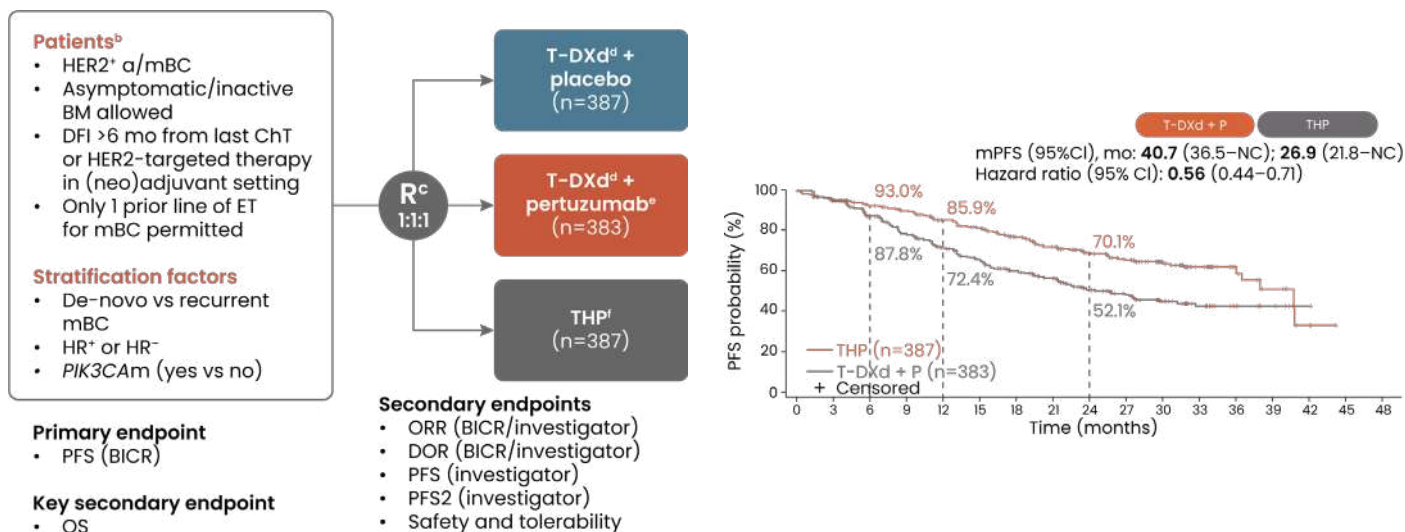 Patientsᵇ
• HER2⁺ a/mBC
• Asymptomatic/inactive
BM allowed
• DFI >6 mo from last ChT
or HER2-targeted therapy
in (neo)adjuvant setting
• Only 1 prior line of ET
for mBC permitted
Stratification factors
• De-novo vs recurrent
mBC
• HR⁺ or HR⁻
• PIK3CAm (yes vs no)
Primary endpoint
• PFS (BICR)
Key secondary endpoint
• OS
Rᶜ
1:1:1
T-DXdᵈ +
placebo
(n=387)
T-DXdᵈ +
pertuzumabᵉ
(n=383)
THPᶠ
(n=387)
Secondary endpoints
• ORR (BICR/investigator)
• DOR (BICR/investigator)
• PFS (investigator)
• PFS2 (investigator)
• Safety and tolerability
T-DXd + P
THP
mPFS (95%CI), mo: 40.7 (36.5–NC); 26.9 (21.8–NC)
Hazard ratio (95% CI): 0.56 (0.44–0.71)
PFS probability (%)
100
80
60
40
20
0
93.0%
85.9%
70.1%
87.8%
72.4%
52.1%
THP (n=387)
T-DXd + P (n=383)
+ Censored
0 3 6 9 12 15 18 21 24 27 30 33 36 39 42 45 48
Time (months)